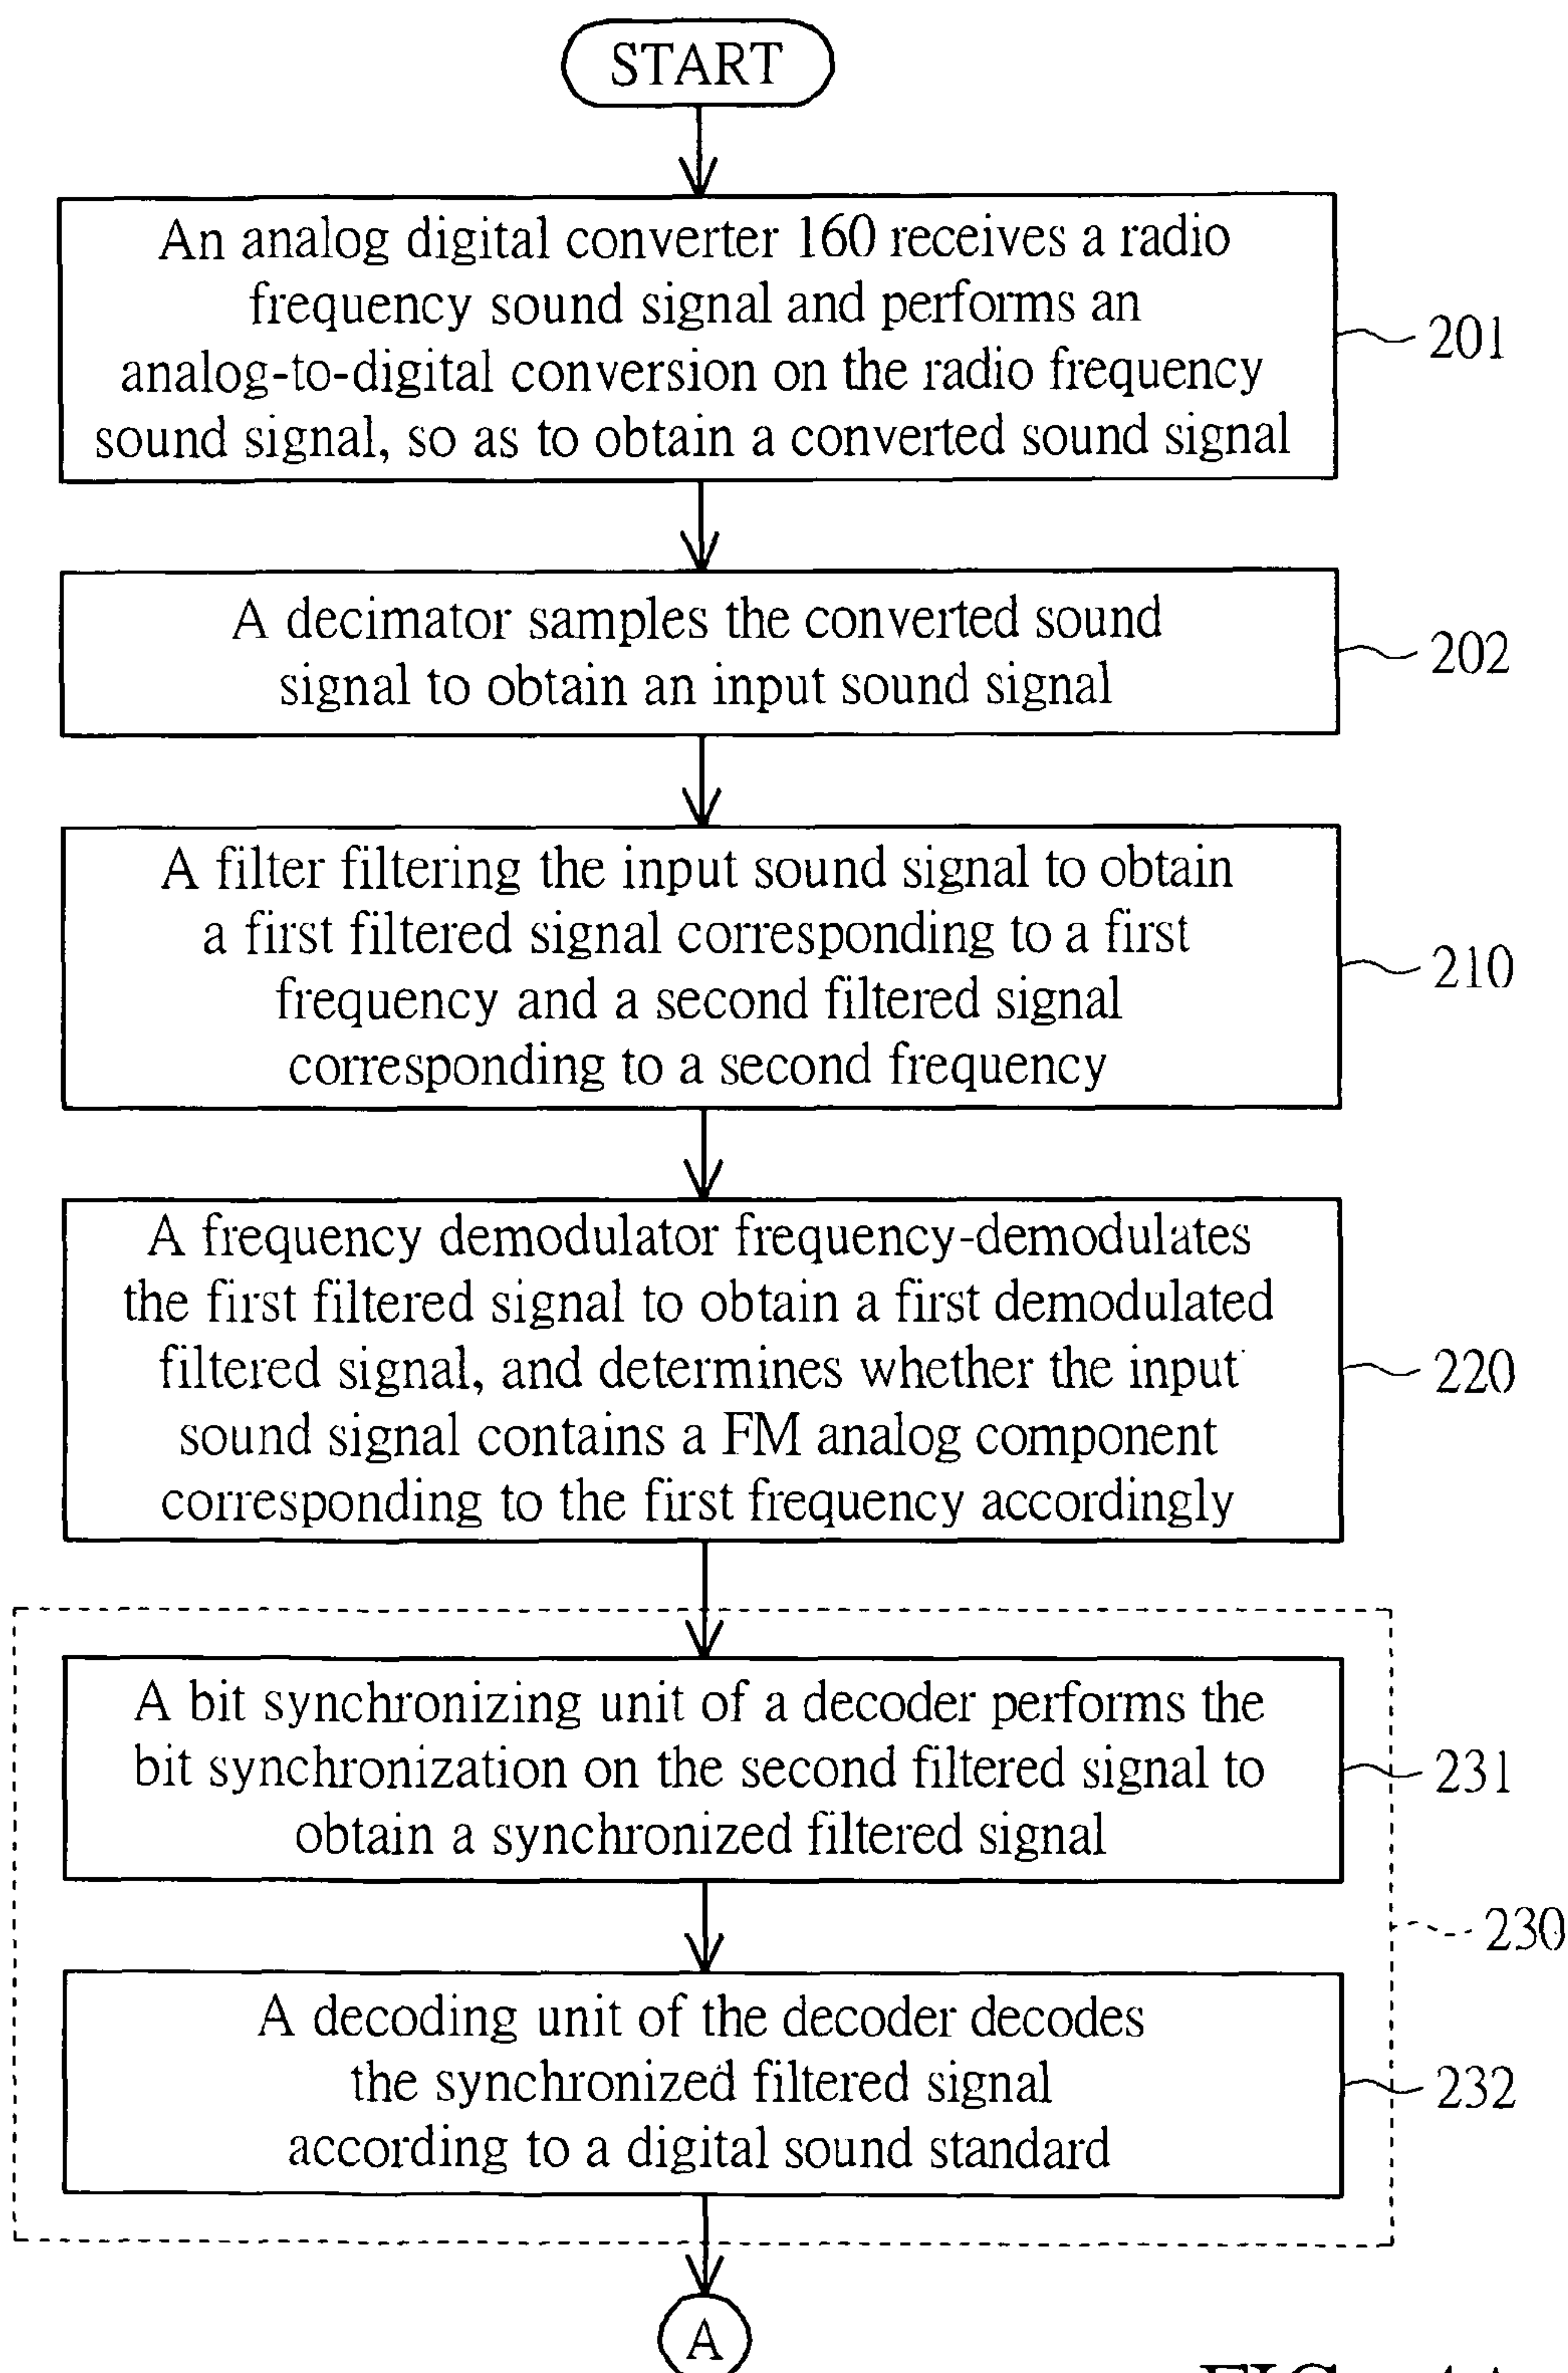 START
An analog digital converter 160 receives a radio
frequency sound signal and performs an
analog-to-digital conversion on the radio frequency
sound signal, so as to obtain a converted sound signal
201
A decimator samples the converted sound
signal to obtain an input sound signal
202
A filter filtering the input sound signal to obtain
a first filtered signal corresponding to a first
frequency and a second filtered signal
corresponding to a second frequency
210
A frequency demodulator frequency-demodulates
the first filtered signal to obtain a first demodulated
filtered signal, and determines whether the input
sound signal contains a FM analog component
corresponding to the first frequency accordingly
220
A bit synchronizing unit of a decoder performs the
bit synchronization on the second filtered signal to
obtain a synchronized filtered signal
231
230
A decoding unit of the decoder decodes
the synchronized filtered signal
according to a digital sound standard
232
A